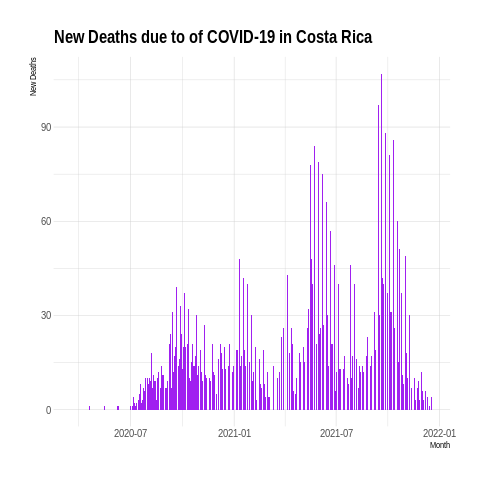 New Deaths due to of COVID-19 in Costa Rica
New Deaths
90
60
30
0
2020-07
2021-01
2021-07
2022-01
Month